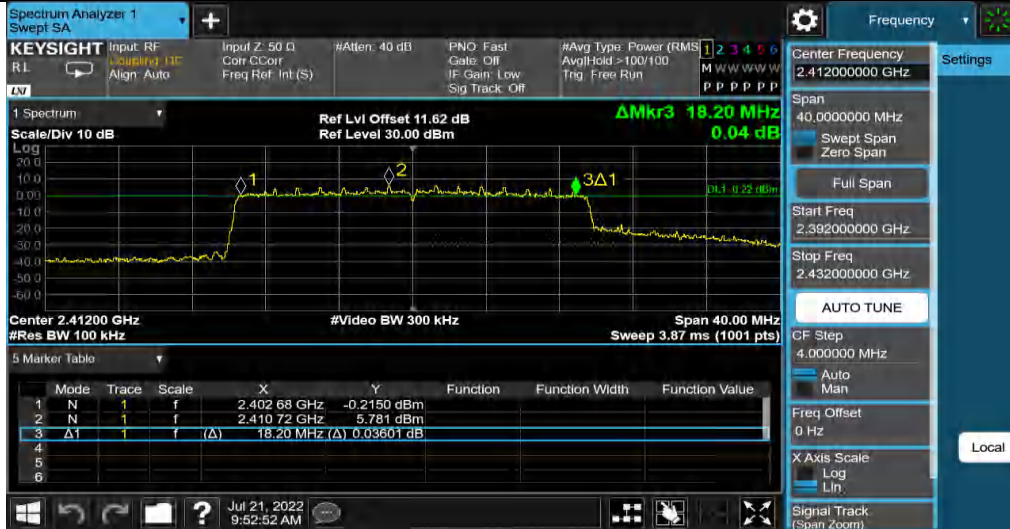 Spectrum Analyzer 1
Swept SA
+
Frequency
KEYSIGHT
RL
LXI
Input: RF
Coupling: DC
Align: Auto
Input Z: 50 Ω
Corr CCorr
Freq Ref: Int (S)
#Atten: 40 dB
PNO: Fast
Gate: Off
IF Gain: Low
Sig Track: Off
#Avg Type: Power (RMS
Avg|Hold >100/100
Trig: Free Run
1 2 3 4 5 6
M W W W W W
P P P P P P
1 Spectrum
Scale/Div 10 dB
Ref Lvl Offset 11.62 dB
Ref Level 30.00 dBm
ΔMkr3 18.20 MHz
0.04 dB
Log
20.0
10.0
0.00
-10.0
-20.0
-30.0
-40.0
-50.0
-60.0
1
2
3Δ1
DL1 -0.22 dBm
Center 2.41200 GHz
#Res BW 100 kHz
#Video BW 300 kHz
Span 40.00 MHz
Sweep 3.87 ms (1001 pts)
5 Marker Table
Mode Trace Scale X Y Function Function Width Function Value
1 N 1 f 2.402 68 GHz -0.2150 dBm
2 N 1 f 2.410 72 GHz 5.781 dBm
3 Δ1 1 f (Δ) 18.20 MHz (Δ) 0.03601 dB
4
5
6
?
Jul 21, 2022
9:52:52 AM
Center Frequency
2.412000000 GHz
Span
40.0000000 MHz
Swept Span
Zero Span
Full Span
Start Freq
2.392000000 GHz
Stop Freq
2.432000000 GHz
AUTO TUNE
CF Step
4.000000 MHz
Auto
Man
Freq Offset
0 Hz
X Axis Scale
Log
Lin
Signal Track
(Span Zoom)
Settings
Local